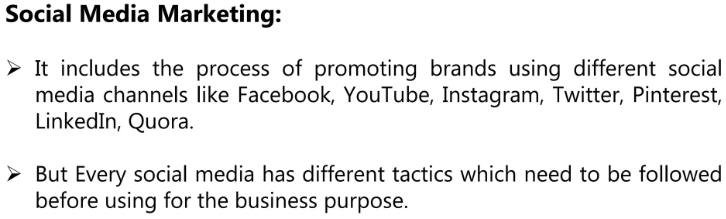 Social Media Marketing:
➢ It includes the process of promoting brands using different social
media channels like Facebook, YouTube, Instagram, Twitter, Pinterest,
LinkedIn, Quora.
➢ But Every social media has different tactics which need to be followed
before using for the business purpose.